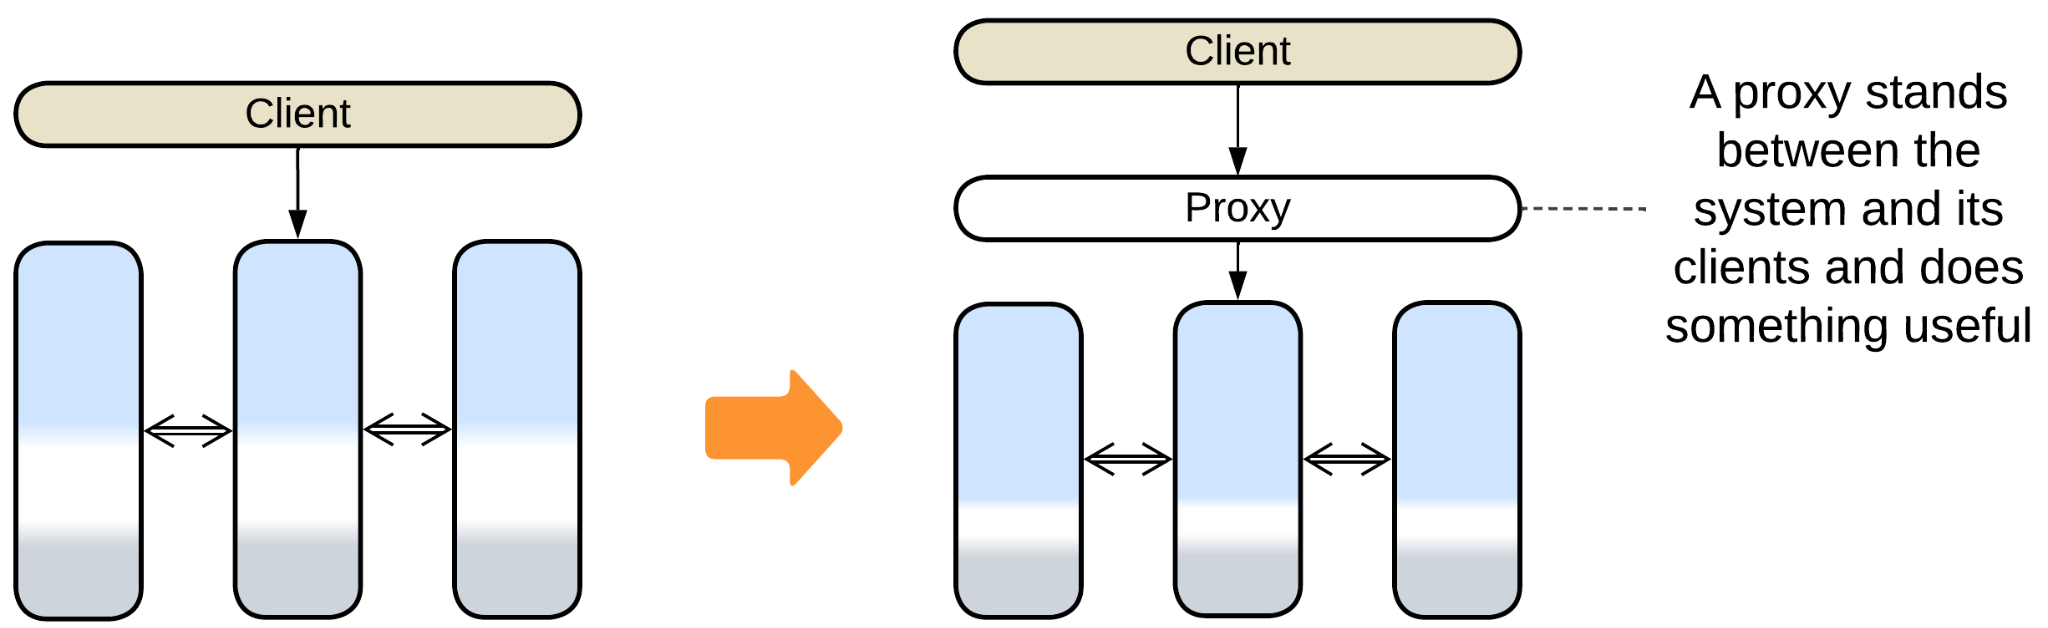 Client
Client
Proxy
A proxy stands
between the
system and its
clients and does
something useful